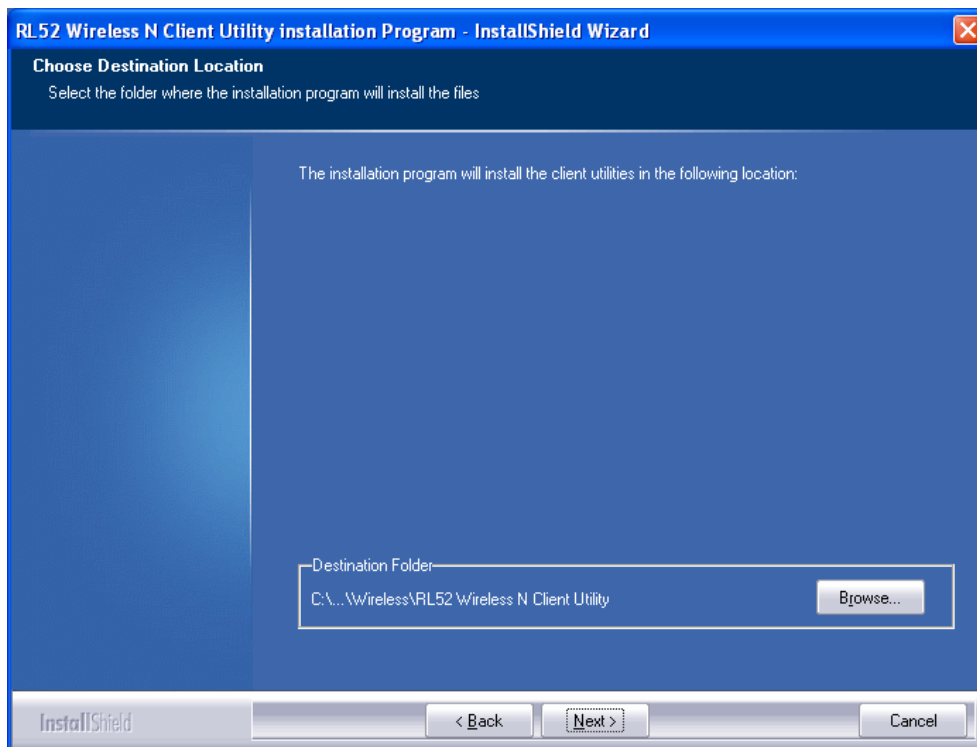 RL52 Wireless N Client Utility installation Program - InstallShield Wizard
Choose Destination Location
Select the folder where the installation program will install the files
The installation program will install the client utilities in the following location:
Destination Folder
C:\...\Wireless\RL52 Wireless N Client Utility
Browse...
InstallShield
< Back
Next >
Cancel